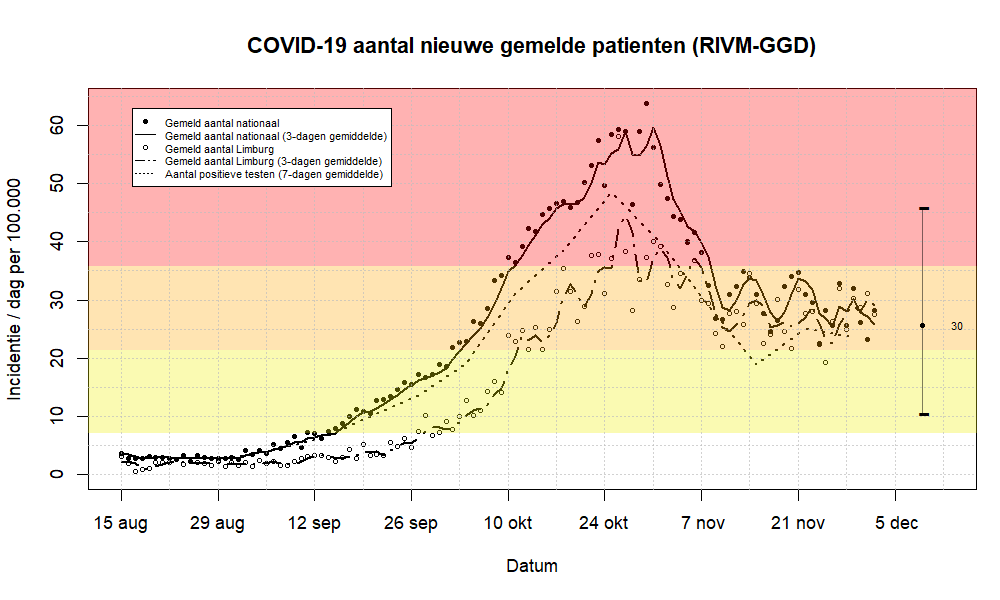 COVID-19 aantal nieuwe gemelde patienten (RIVM-GGD)
Gemeld aantal nationaal
Gemeld aantal nationaal (3-dagen gemiddelde)
Gemeld aantal Limburg
Gemeld aantal Limburg (3-dagen gemiddelde)
Aantal positieve testen (7-dagen gemiddelde)
Incidentie / dag per 100.000
60
50
40
30
20
10
0
30
15 aug 29 aug 12 sep 26 sep 10 okt 24 okt 7 nov 21 nov 5 dec
Datum